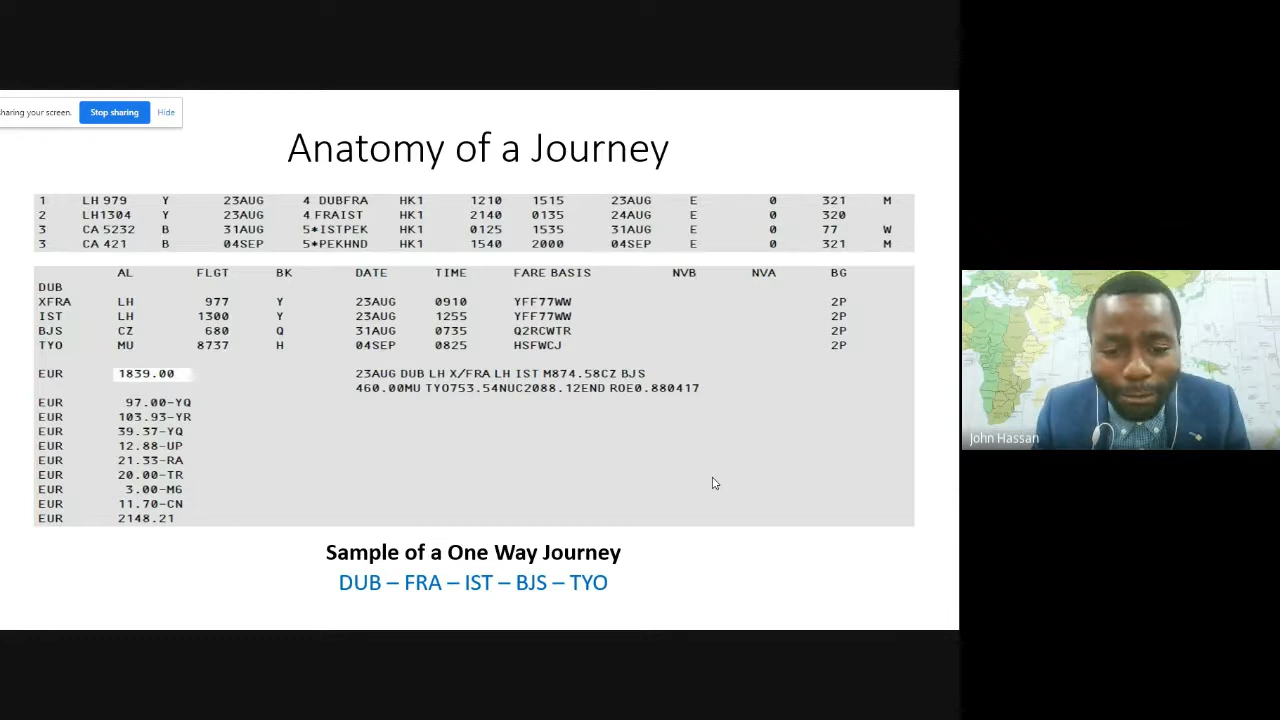 haring your screen. Stop sharing Hide
Anatomy of a Journey
1 LH 979 Y 23AUG 4 DUBFRA HK1 1210 1515 23AUG E 0 321 M
2 LH1304 Y 23AUG 4 FRAIST HK1 2140 0135 24AUG E 0 320
3 CA 5232 B 31AUG 5*ISTPEK HK1 0125 1535 31AUG E 0 77 W
3 CA 421 B 04SEP 5*PEKHND HK1 1540 2000 04SEP E 0 321 M
AL FLGT BK DATE TIME FARE BASIS NVB NVA BG
DUB
XFRA LH 977 Y 23AUG 0910 YFF77WW 2P
IST LH 1300 Y 23AUG 1255 YFF77WW 2P
BJS CZ 680 Q 31AUG 0735 Q2RCWTR 2P
TYO MU 8737 H 04SEP 0825 HSFWCJ 2P
EUR 1839.00 23AUG DUB LH X/FRA LH IST M874.58CZ BJS
460.00MU TYO753.54NUC2088.12END ROE0.880417
EUR 97.00-YQ
EUR 103.93-YR
EUR 39.37-YQ
EUR 12.88-UP
EUR 21.33-RA
EUR 20.00-TR
EUR 3.00-M6
EUR 11.70-CN
EUR 2148.21
Sample of a One Way Journey
DUB – FRA – IST – BJS – TYO
John Hassan